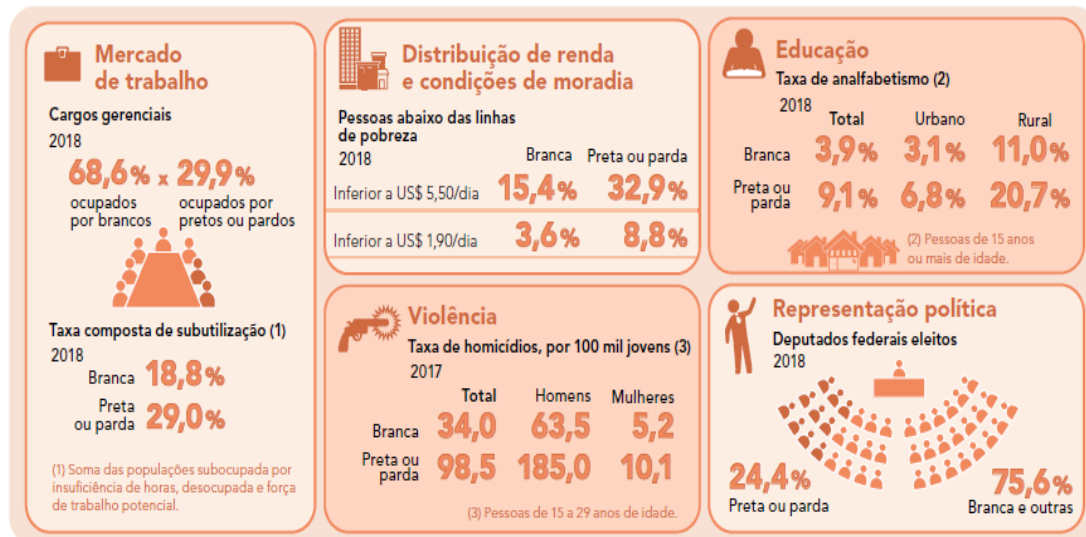 Mercado
de trabalho
Cargos gerenciais
2018
68,6% x 29,9%
ocupados por brancos ocupados por pretos ou pardos
Taxa composta de subutilização (1)
2018
Branca 18,8%
Preta ou parda 29,0%
(1) Soma das populações subocupada por
insuficiência de horas, desocupada e força
de trabalho potencial.
Distribuição de renda
e condições de moradia
Pessoas abaixo das linhas
de pobreza
2018 Branca Preta ou parda
Inferior a US$ 5,50/dia 15,4% 32,9%
Inferior a US$ 1,90/dia 3,6% 8,8%
Educação
Taxa de analfabetismo (2)
2018
Total Urbano Rural
Branca 3,9% 3,1% 11,0%
Preta ou parda 9,1% 6,8% 20,7%
(2) Pessoas de 15 anos
ou mais de idade.
Violência
Taxa de homicídios, por 100 mil jovens (3)
2017
Total Homens Mulheres
Branca 34,0 63,5 5,2
Preta ou parda 98,5 185,0 10,1
(3) Pessoas de 15 a 29 anos de idade.
Representação política
Deputados federais eleitos
2018
24,4%
Preta ou parda
75,6%
Branca e outras